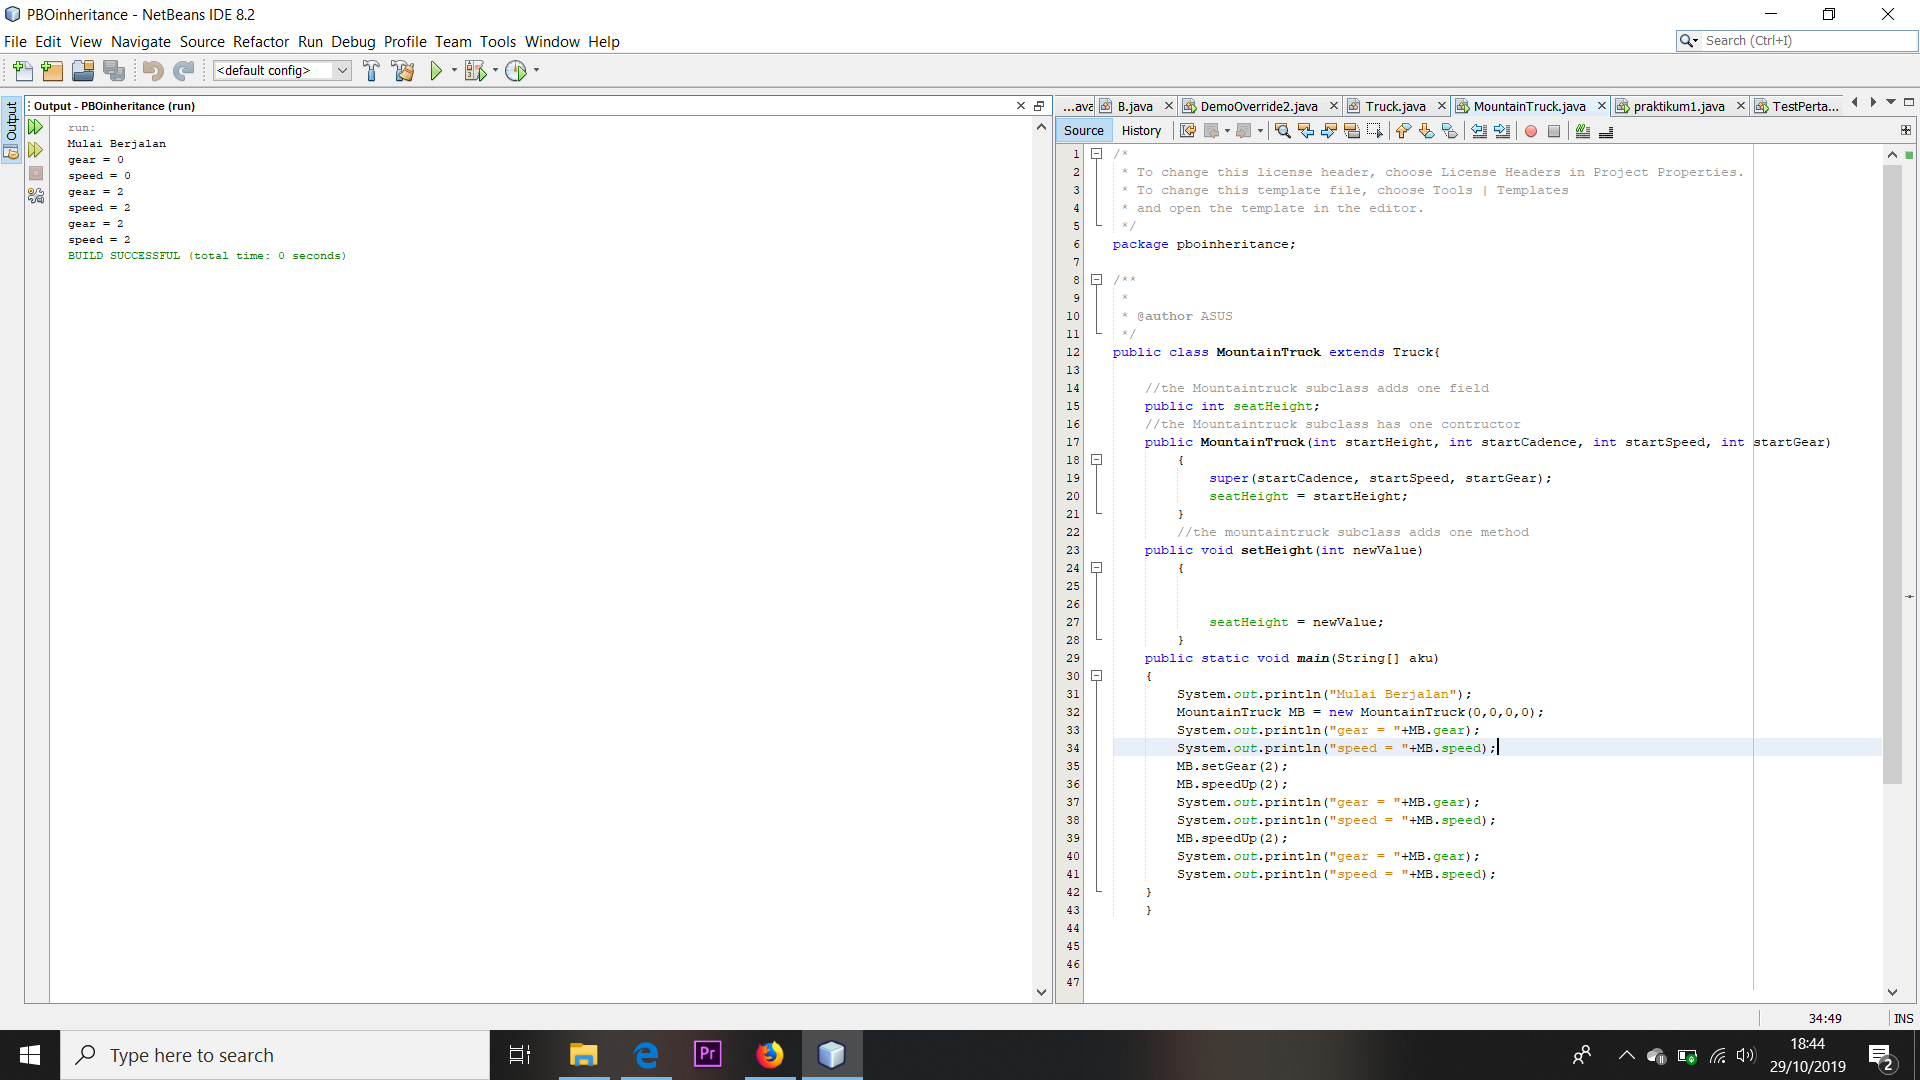 PBOinheritance - NetBeans IDE 8.2
File Edit View Navigate Source Refactor Run Debug Profile Team Tools Window Help
Search (Ctrl+I)
<default config>
Output
Output - PBOinheritance (run)
run:
Mulai Berjalan
gear = 0
speed = 0
gear = 2
speed = 2
gear = 2
speed = 2
BUILD SUCCESSFUL (total time: 0 seconds)
...ava B.java DemoOverride2.java Truck.java MountainTruck.java praktikum1.java TestPerta...
Source History
1 /*
2 * To change this license header, choose License Headers in Project Properties.
3 * To change this template file, choose Tools | Templates
4 * and open the template in the editor.
5 */
6 package pboinheritance;
7
8 /**
9 *
10 * @author ASUS
11 */
12 public class MountainTruck extends Truck{
13
14 //the Mountaintruck subclass adds one field
15 public int seatHeight;
16 //the Mountaintruck subclass has one contructor
17 public MountainTruck(int startHeight, int startCadence, int startSpeed, int startGear)
18 {
19 super(startCadence, startSpeed, startGear);
20 seatHeight = startHeight;
21 }
22 //the mountaintruck subclass adds one method
23 public void setHeight(int newValue)
24 {
25
26
27 seatHeight = newValue;
28 }
29 public static void main(String[] aku)
30 {
31 System.out.println("Mulai Berjalan");
32 MountainTruck MB = new MountainTruck(0,0,0,0);
33 System.out.println("gear = "+MB.gear);
34 System.out.println("speed = "+MB.speed);
35 MB.setGear(2);
36 MB.speedUp(2);
37 System.out.println("gear = "+MB.gear);
38 System.out.println("speed = "+MB.speed);
39 MB.speedUp(2);
40 System.out.println("gear = "+MB.gear);
41 System.out.println("speed = "+MB.speed);
42 }
43 }
44
45
46
47
34:49 INS
Type here to search
Pr
18:44
29/10/2019
2